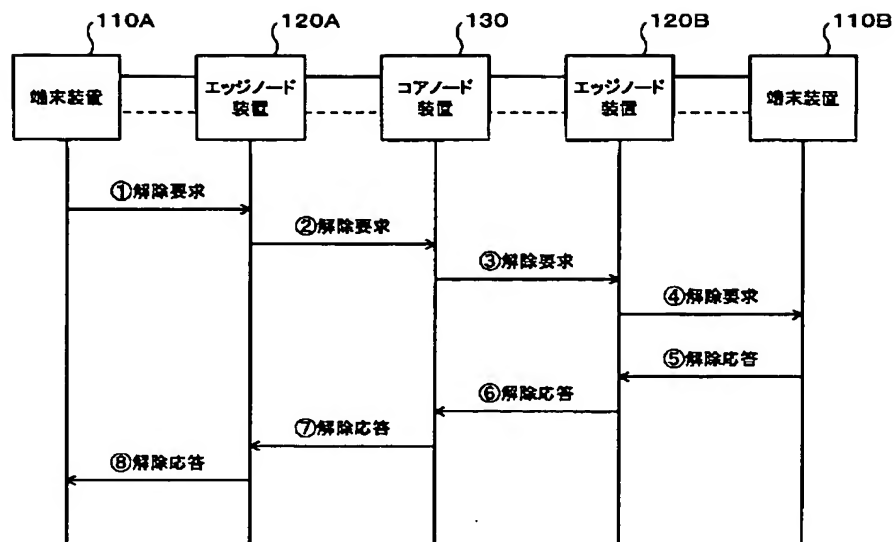 110A
120A
130
120B
110B
端末装置
エッジノード
装置
コアノード
装置
エッジノード
装置
端末装置
①解除要求
②解除要求
③解除要求
④解除要求
⑤解除応答
⑥解除応答
⑦解除応答
⑧解除応答